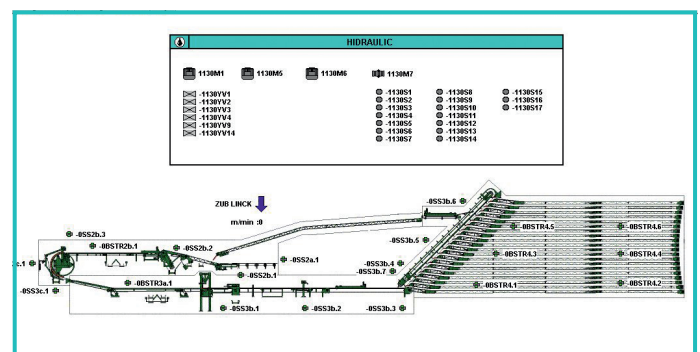 HIDRAULIC
1130M1 1130M5 1130M6 1130M7
-1130YV1 -1130S1 -1130S8 -1130S15
-1130YV2 -1130S2 -1130S9 -1130S16
-1130YV3 -1130S3 -1130S10 -1130S17
-1130YV4 -1130S4 -1130S11
-1130YV9 -1130S5 -1130S12
-1130YV14 -1130S6 -1130S13
-1130S7 -1130S14
ZUB LINCK
m/min :0
-0SS3b.6
-0SS2b.3
-0BSTR2b.1
-0SS2b.2
-0SS3b.5
-0BSTR4.5
-0BSTR4.6
-0SS2a.1
-0SS3b.4
-0BSTR4.3
-0BSTR4.4
-0SS2b.1
-0SS3b.7
-0BSTR3a.1
-0BSTR4.1
-0BSTR4.2
-0SS3c.1
-0SS3b.1
-0SS3b.2
-0SS3b.3